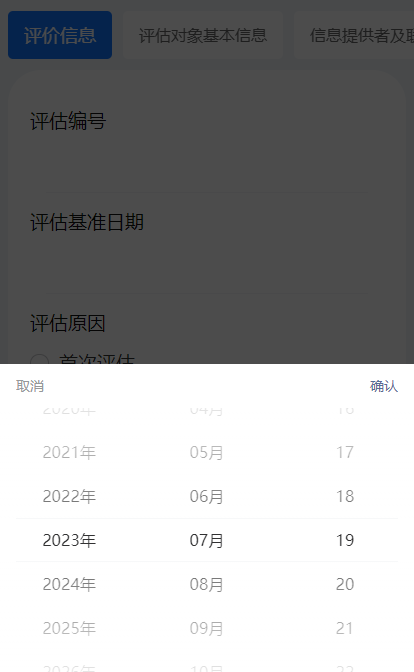 评价信息 评估对象基本信息 信息提供者及
评估编号
评估基准日期
评估原因
首次评估
取消 确认
2020年 04月 16
2021年 05月 17
2022年 06月 18
2023年 07月 19
2024年 08月 20
2025年 09月 21
2026年 10月 22